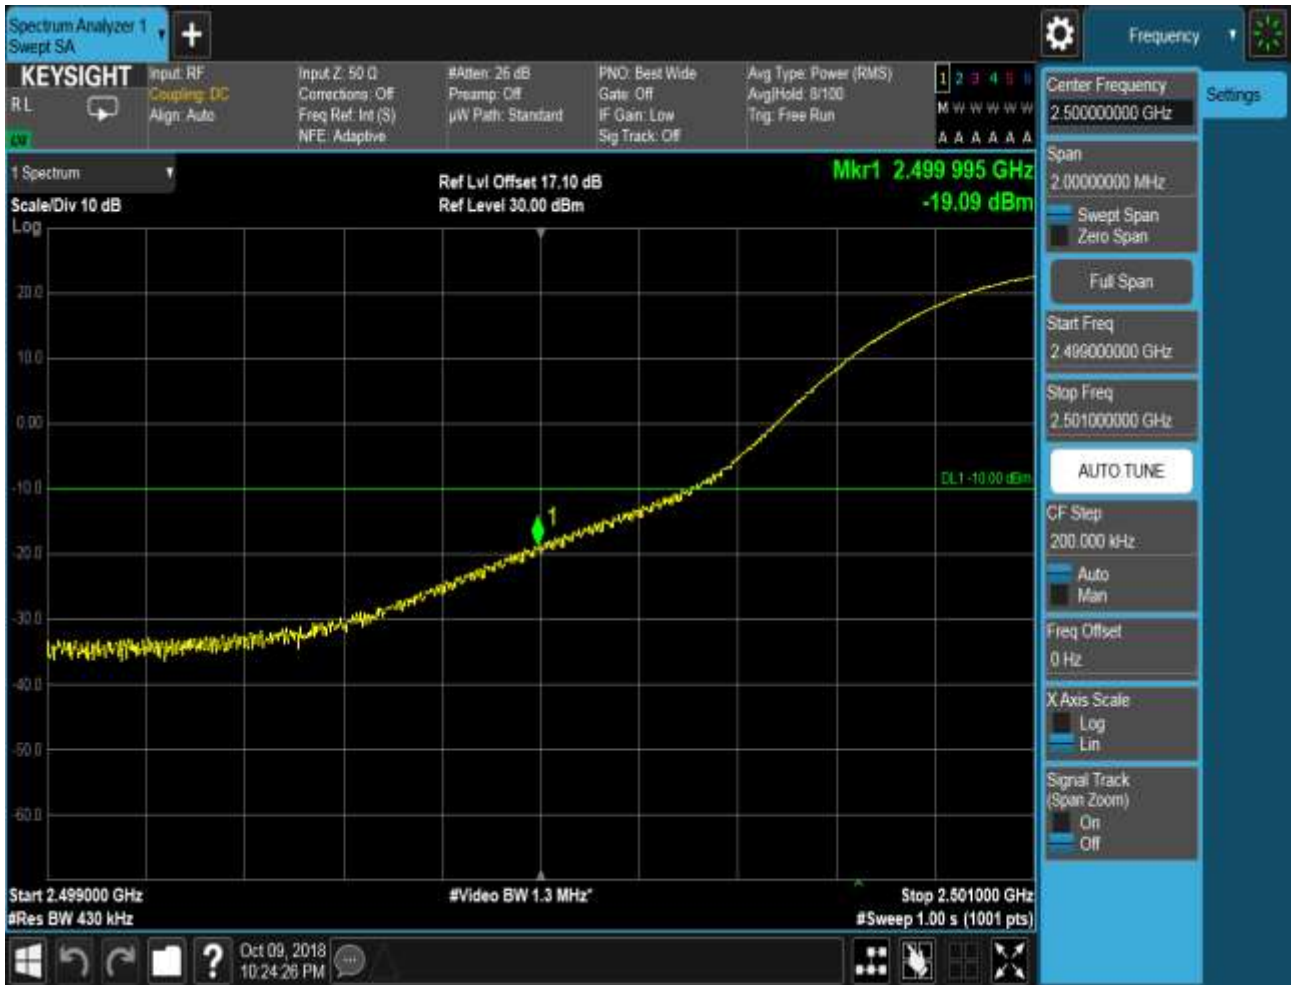 Spectrum Analyzer 1
Swept SA
+
Frequency
KEYSIGHT
RL
Input: RF
Coupling: DC
Align: Auto
Input Z: 50 Ω
Corrections: Off
Freq Ref: Int (S)
NFE: Adaptive
#Atten: 26 dB
Preamp: Off
µW Path: Standard
PNO: Best Wide
Gate: Off
IF Gain: Low
Sig Track: Off
Avg Type: Power (RMS)
Avg|Hold: 8/100
Trig: Free Run
1 2 3 4 5 6
M W W W W W
A A A A A A
1 Spectrum
Scale/Div 10 dB
Ref Lvl Offset 17.10 dB
Ref Level 30.00 dBm
Mkr1 2.499 995 GHz
-19.09 dBm
Log
20.0
10.0
0.00
-10.0
-20.0
-30.0
-40.0
-50.0
-60.0
DL1 -10.00 dBm
1
Start 2.499000 GHz
#Res BW 430 kHz
#Video BW 1.3 MHz*
Stop 2.501000 GHz
#Sweep 1.00 s (1001 pts)
Center Frequency
2.500000000 GHz
Settings
Span
2.00000000 MHz
Swept Span
Zero Span
Full Span
Start Freq
2.499000000 GHz
Stop Freq
2.501000000 GHz
AUTO TUNE
CF Step
200.000 kHz
Auto
Man
Freq Offset
0 Hz
X Axis Scale
Log
Lin
Signal Track
(Span Zoom)
On
Off
?
Oct 09, 2018
10:24:26 PM